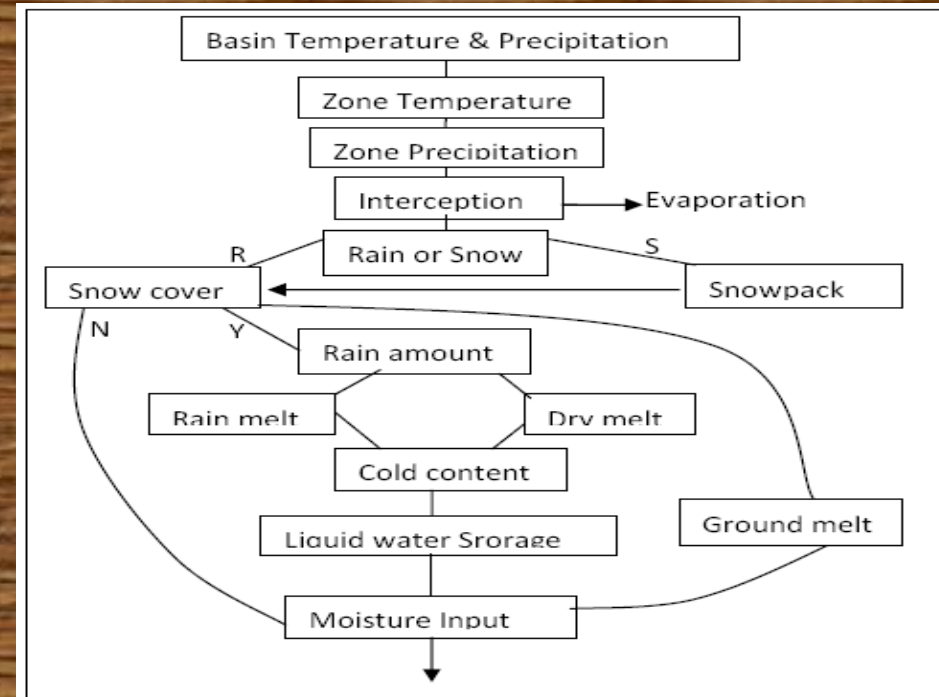 Basin Temperature & Precipitation
Zone Temperature
Zone Precipitation
Interception
Evaporation
R
Rain or Snow
S
Snow cover
Snowpack
N
Y
Rain amount
Rain melt
Dry melt
Cold content
Ground melt
Liquid water Srorage
Moisture Input